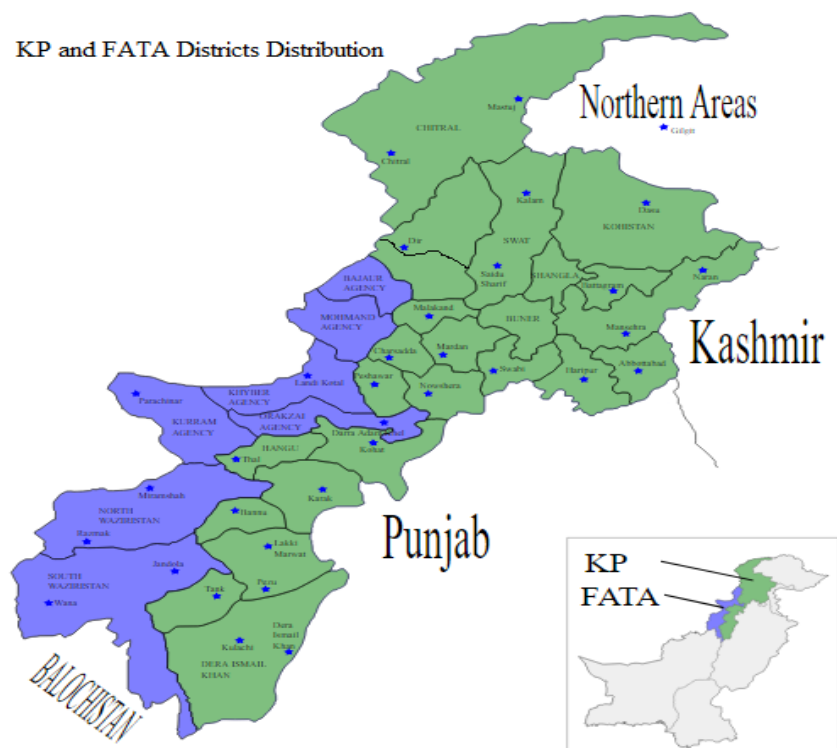 KP and FATA Districts Distribution
Northern Areas
Mastuj
CHITRAL
Gilgit
Chitral
Kalam
Dasu
KOHISTAN
Dir
SWAT
Saidu
Sharif
SHANGLA
Naran
BAJAUR
AGENCY
Battagram
MOHMAND
AGENCY
Malakand
BUNER
Mansehra
Kashmir
Charsadda
Mardan
Swabi
Haripur
Abbottabad
Landi Kotal
Peshawar
Nowshera
Parachinar
KHYBER
AGENCY
KURRAM
AGENCY
ORAKZAI
AGENCY
Kohat
HANGU
Thal
Miramshah
Karak
NORTH
WAZIRISTAN
Bannu
Razmak
Lakki
Marwat
Punjab
SOUTH
WAZIRISTAN
Jandola
Tank
Wana
Dera
Ismail
Khan
Kulachi
DERA ISMAIL
KHAN
BALOCHISTAN
KP
FATA